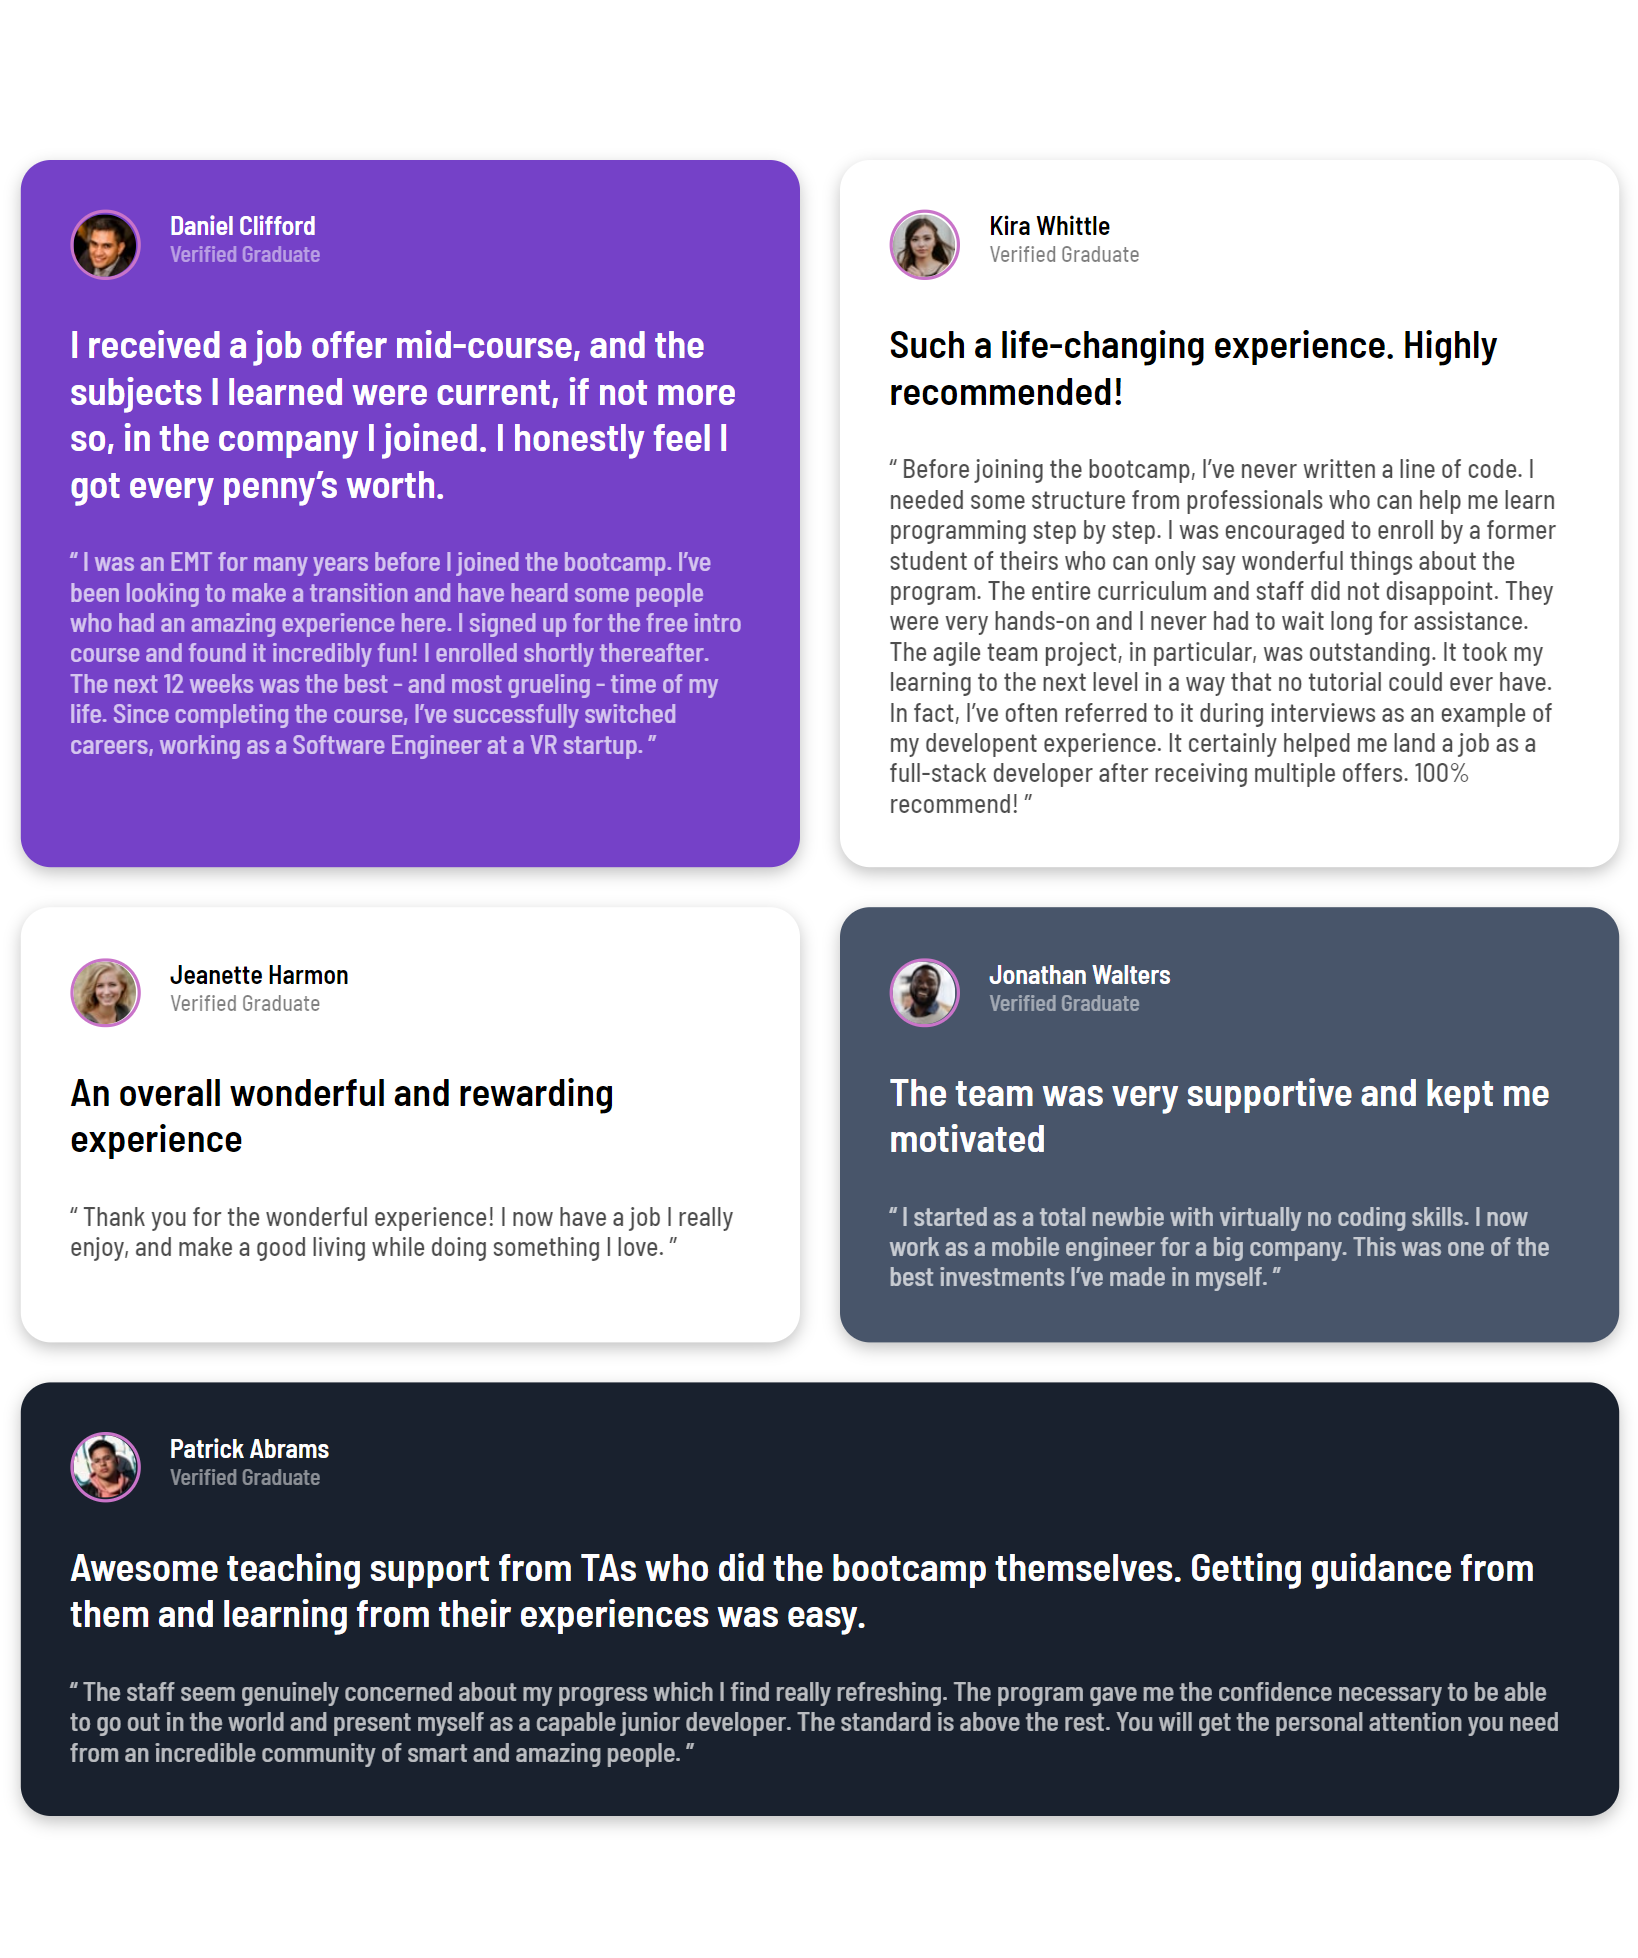 Daniel Clifford
Verified Graduate
I received a job offer mid-course, and the
subjects I learned were current, if not more
so, in the company I joined. I honestly feel I
got every penny’s worth.
“ I was an EMT for many years before I joined the bootcamp. I’ve
been looking to make a transition and have heard some people
who had an amazing experience here. I signed up for the free intro
course and found it incredibly fun! I enrolled shortly thereafter.
The next 12 weeks was the best - and most grueling - time of my
life. Since completing the course, I’ve successfully switched
careers, working as a Software Engineer at a VR startup. ”
Kira Whittle
Verified Graduate
Such a life-changing experience. Highly
recommended!
“ Before joining the bootcamp, I’ve never written a line of code. I
needed some structure from professionals who can help me learn
programming step by step. I was encouraged to enroll by a former
student of theirs who can only say wonderful things about the
program. The entire curriculum and staff did not disappoint. They
were very hands-on and I never had to wait long for assistance.
The agile team project, in particular, was outstanding. It took my
learning to the next level in a way that no tutorial could ever have.
In fact, I’ve often referred to it during interviews as an example of
my developent experience. It certainly helped me land a job as a
full-stack developer after receiving multiple offers. 100%
recommend! ”
Jeanette Harmon
Verified Graduate
An overall wonderful and rewarding
experience
“ Thank you for the wonderful experience! I now have a job I really
enjoy, and make a good living while doing something I love. ”
Jonathan Walters
Verified Graduate
The team was very supportive and kept me
motivated
“ I started as a total newbie with virtually no coding skills. I now
work as a mobile engineer for a big company. This was one of the
best investments I’ve made in myself. ”
Patrick Abrams
Verified Graduate
Awesome teaching support from TAs who did the bootcamp themselves. Getting guidance from
them and learning from their experiences was easy.
“ The staff seem genuinely concerned about my progress which I find really refreshing. The program gave me the confidence necessary to be able
to go out in the world and present myself as a capable junior developer. The standard is above the rest. You will get the personal attention you need
from an incredible community of smart and amazing people. ”